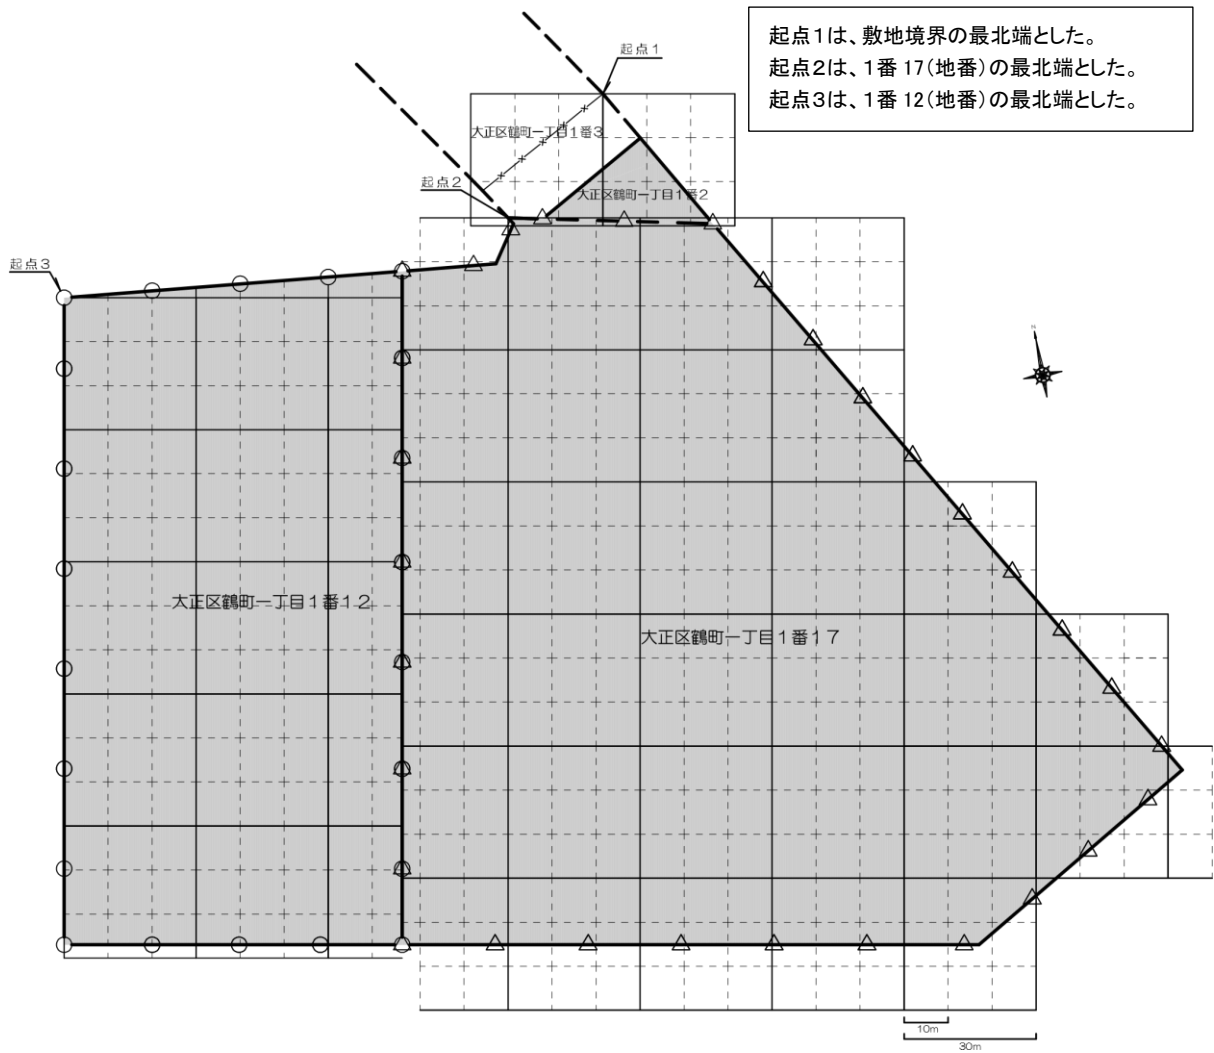 起点1は、敷地境界の最北端とした。
起点2は、1番17(地番)の最北端とした。
起点3は、1番12(地番)の最北端とした。
起点1
大正区鶴町一丁目1番3
起点2
大正区鶴町一丁目1番2
起点3
N
大正区鶴町一丁目1番12
大正区鶴町一丁目1番17
10m
30m